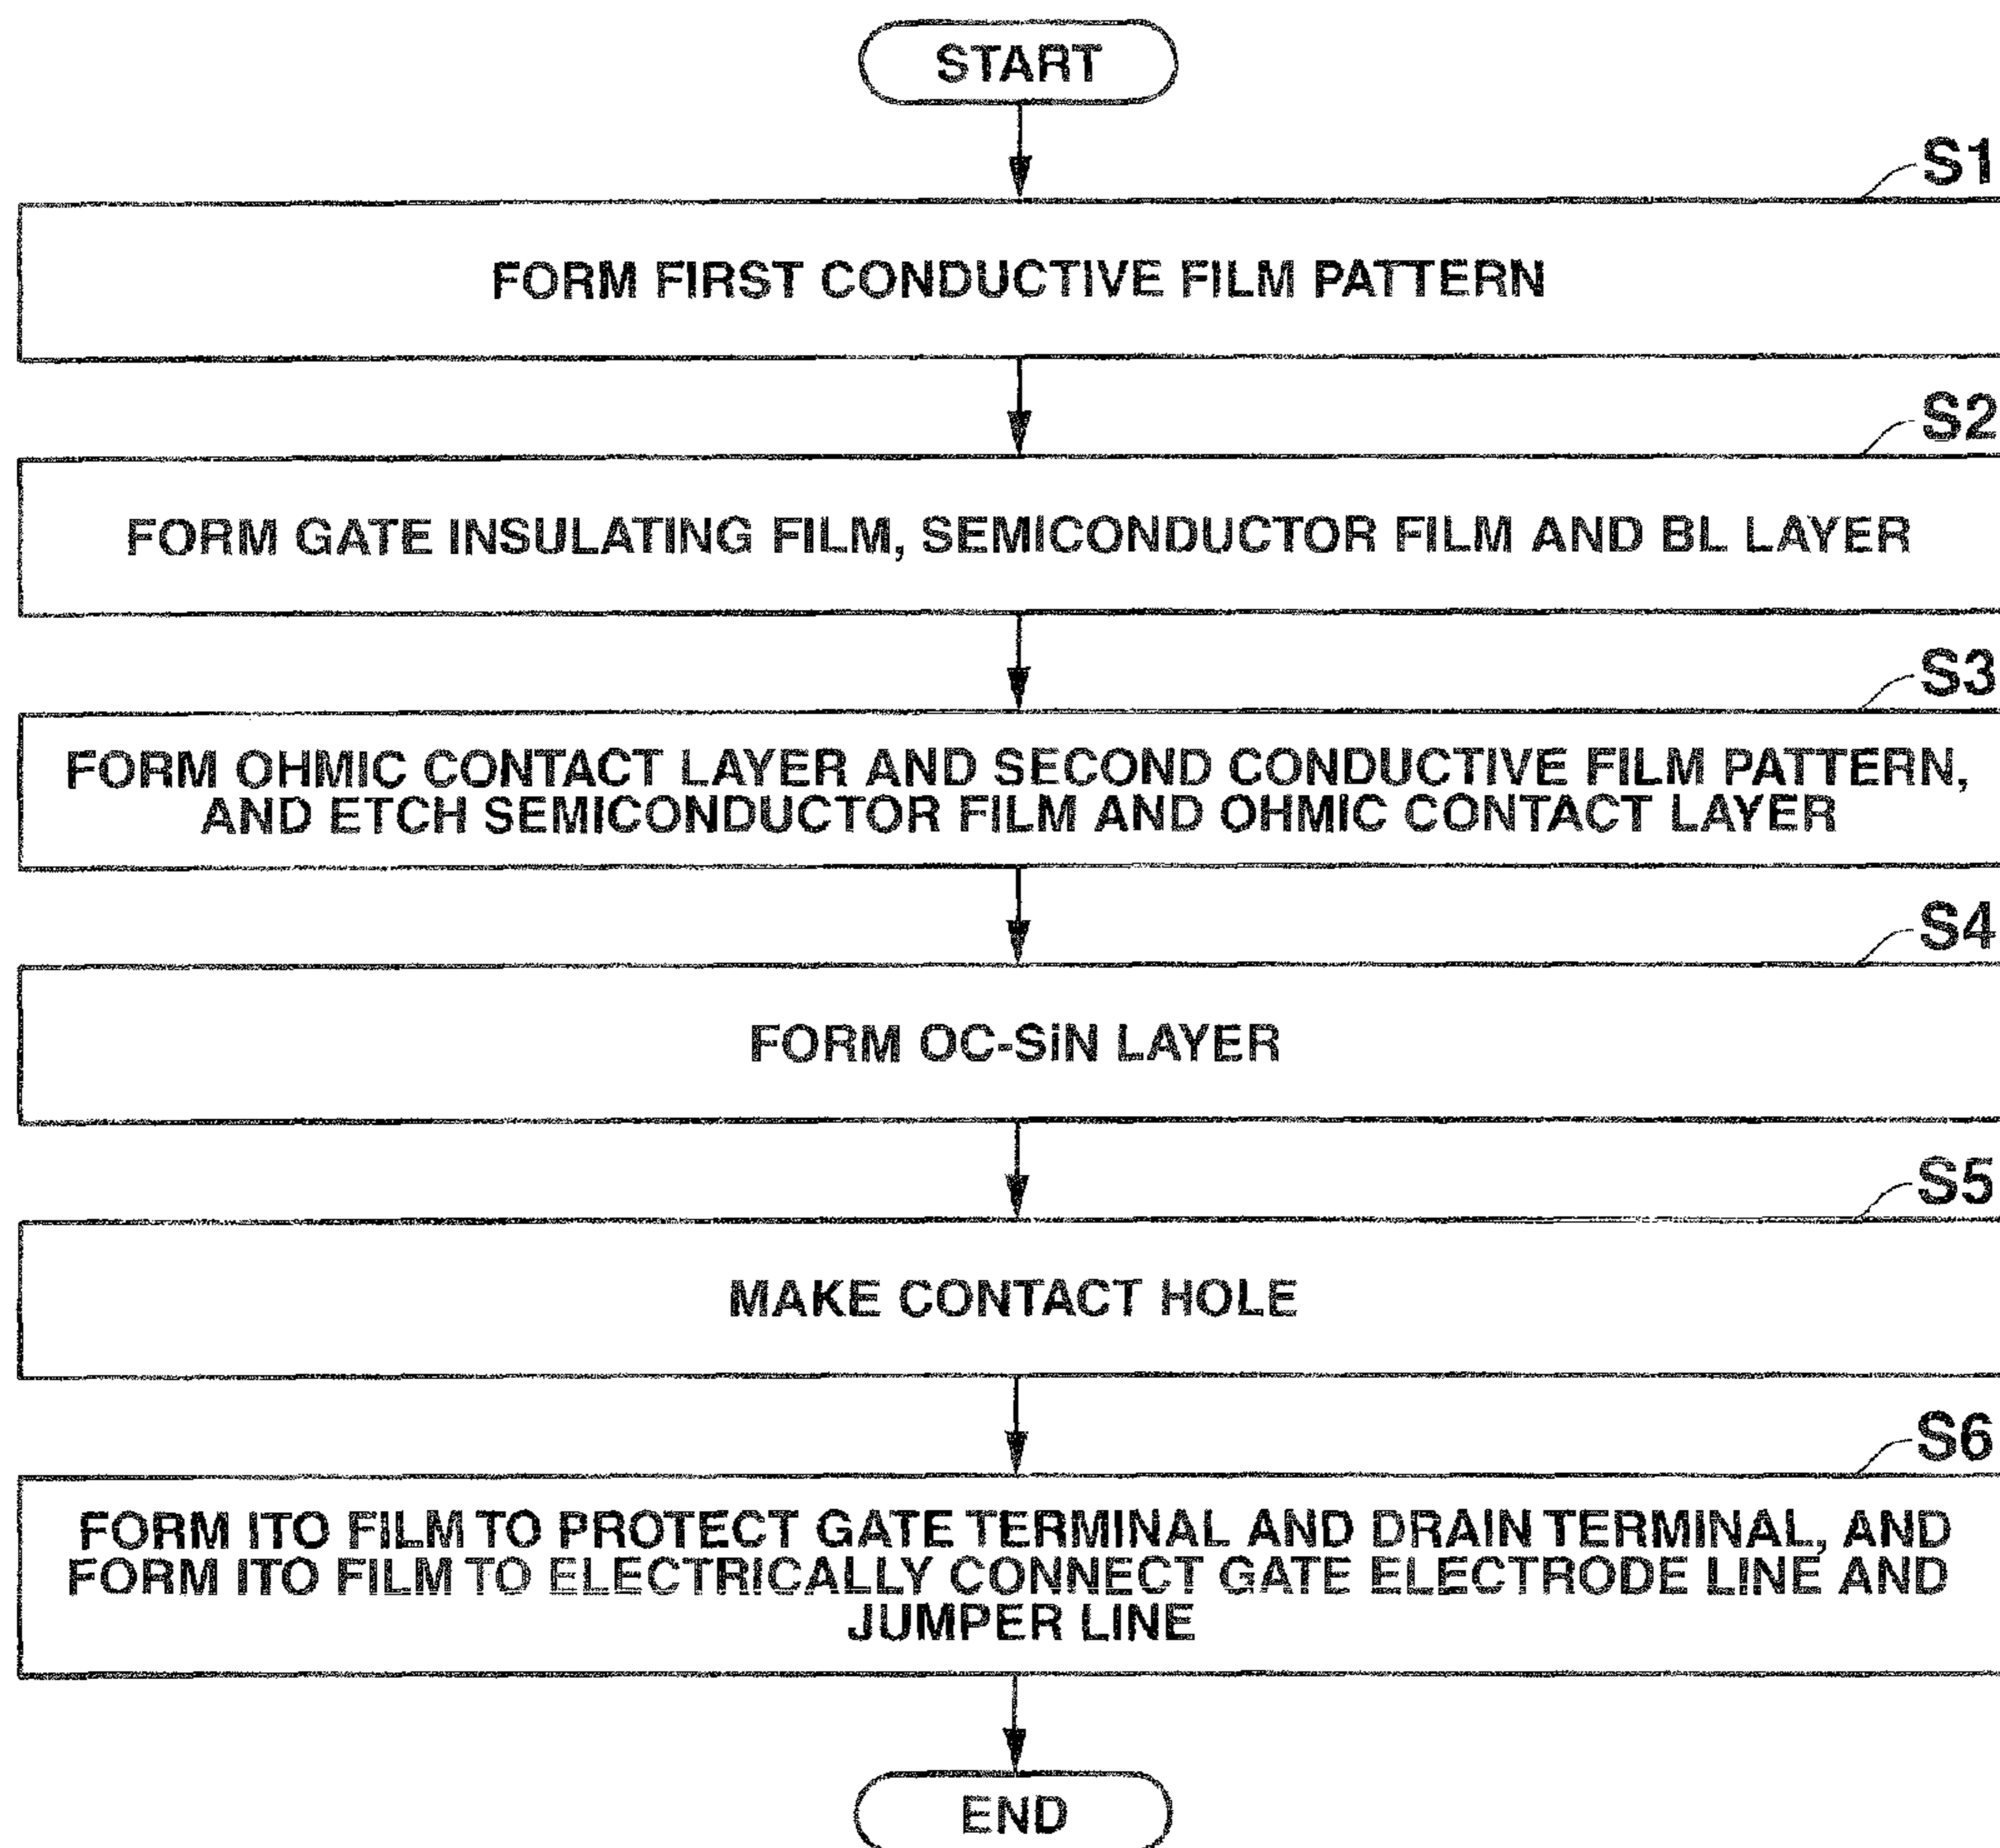 START
S1
FORM FIRST CONDUCTIVE FILM PATTERN
S2
FORM GATE INSULATING FILM, SEMICONDUCTOR FILM AND BL LAYER
S3
FORM OHMIC CONTACT LAYER AND SECOND CONDUCTIVE FILM PATTERN,
AND ETCH SEMICONDUCTOR FILM AND OHMIC CONTACT LAYER
S4
FORM OC-SiN LAYER
S5
MAKE CONTACT HOLE
S6
FORM ITO FILM TO PROTECT GATE TERMINAL AND DRAIN TERMINAL, AND
FORM ITO FILM TO ELECTRICALLY CONNECT GATE ELECTRODE LINE AND
JUMPER LINE
END